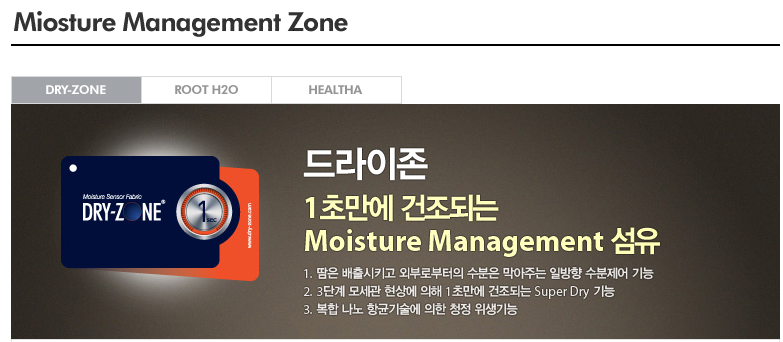 Miosture Management Zone
DRY-ZONE
ROOT H2O
HEALTHA
드라이존
1초만에 건조되는
Moisture Management 섬유
1. 땀은 배출시키고 외부로부터의 수분은 막아주는 일방향 수분제어 기능
2. 3단계 모세관 현상에 의해 1초만에 건조되는 Super Dry 기능
3. 복합 나노 항균기술에 의한 청정 위생기능
Moisture Sensor Fabric
DRY-ZONE®
1 sec
www.dry-zone.com